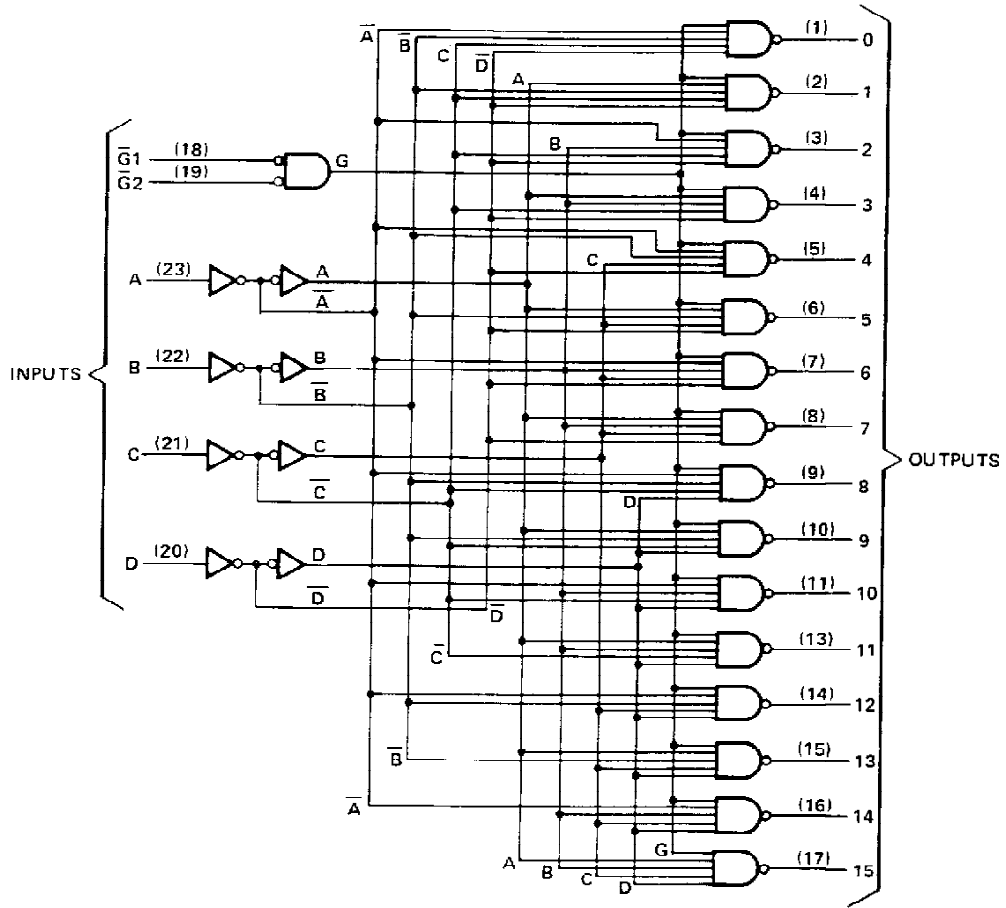 A̅ (1) 0
B̅
C
D̅
A (2) 1
B (3) 2
G̅1 (18) G
G̅2 (19)
(4) 3
C (5) 4
A (23) A
A̅
(6) 5
B (22) B
B̅
(7) 6
INPUTS
(8) 7
C (21) C
C̅
OUTPUTS
D (9) 8
D (20) D
D̅
D̅
(10) 9
(11) 10
C̅ (13) 11
(14) 12
B̅ (15) 13
A̅ (16) 14
G
A B C D (17) 15